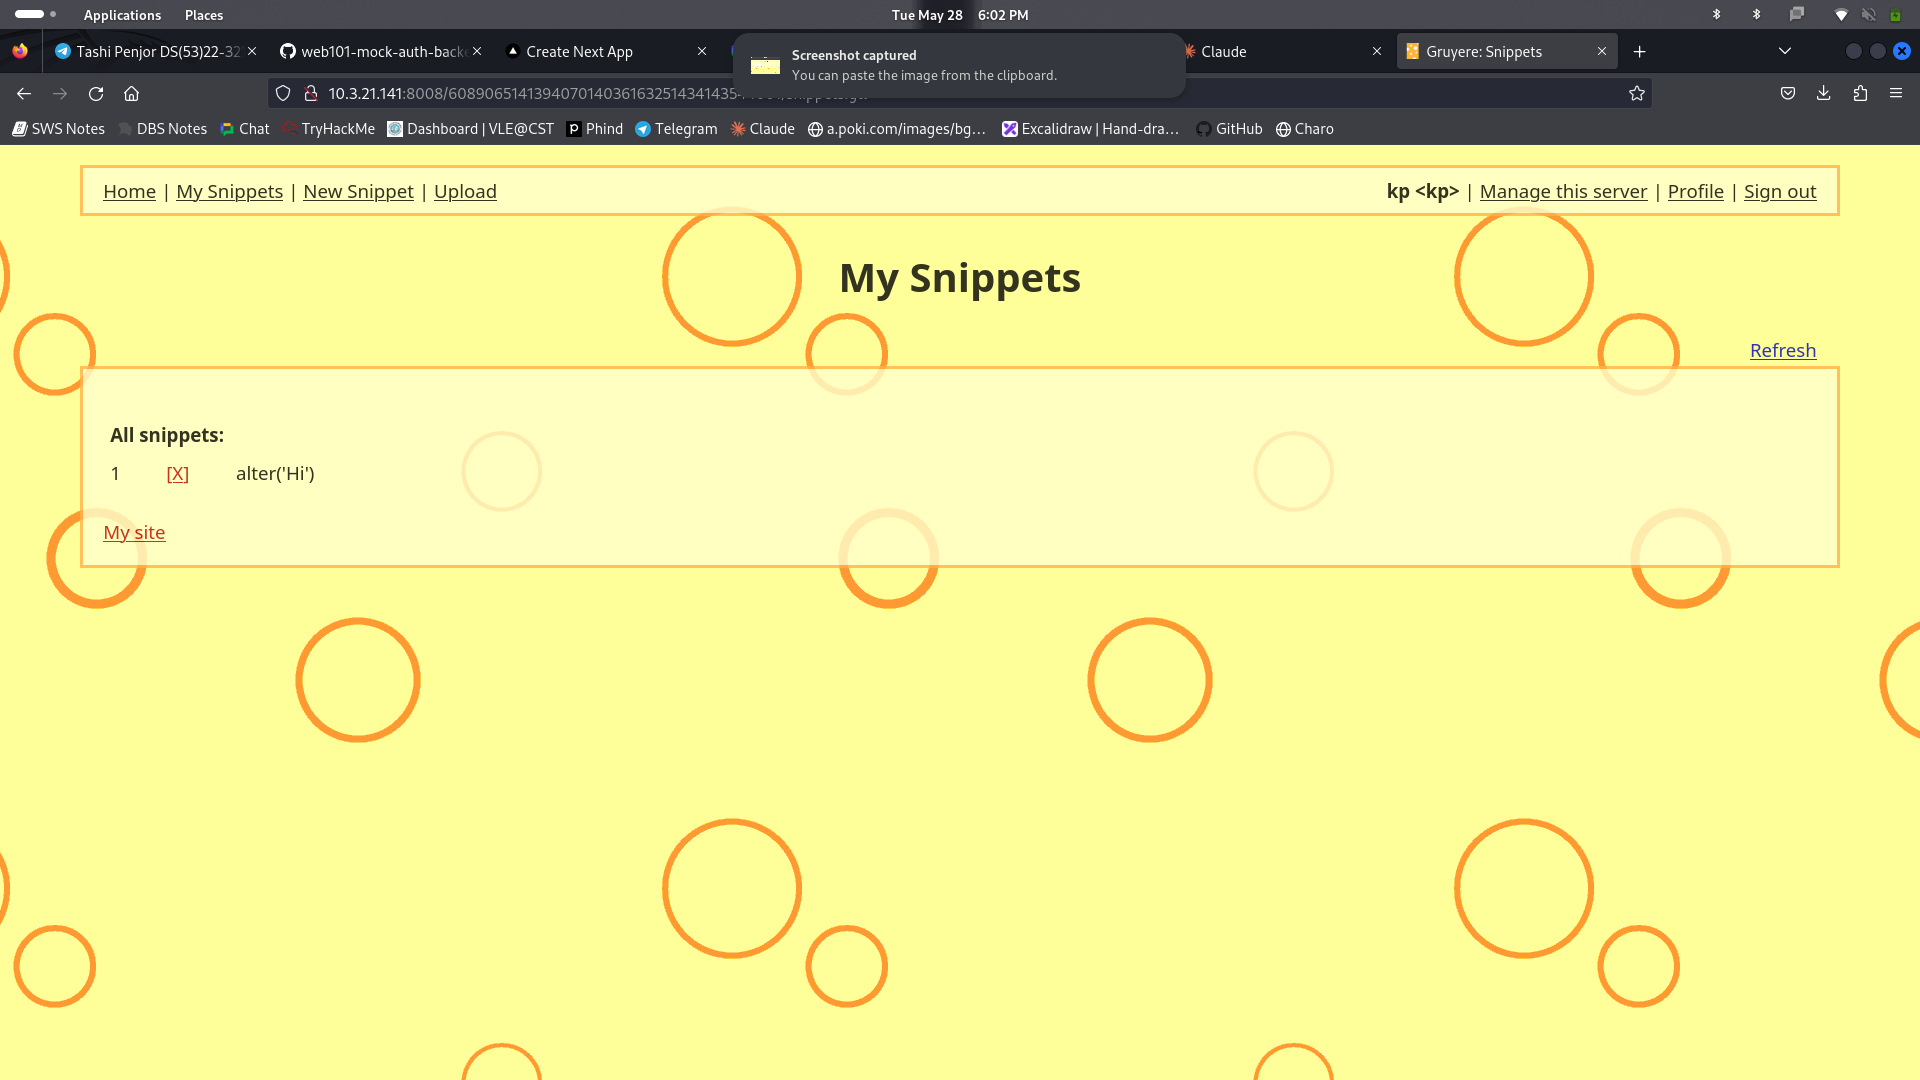 Applications Places Tue May 28 6:02 PM
Tashi Penjor DS(53)22-32 web101-mock-auth-backe Create Next App Claude Gruyere: Snippets
Screenshot captured
You can paste the image from the clipboard.
10.3.21.141:8008/
SWS Notes DBS Notes Chat TryHackMe Dashboard | VLE@CST Phind Telegram Claude a.poki.com/images/bg... Excalidraw | Hand-dra... GitHub Charo
Home | My Snippets | New Snippet | Upload kp <kp> | Manage this server | Profile | Sign out
My Snippets
Refresh
All snippets:
1 [X] alter('Hi')
My site